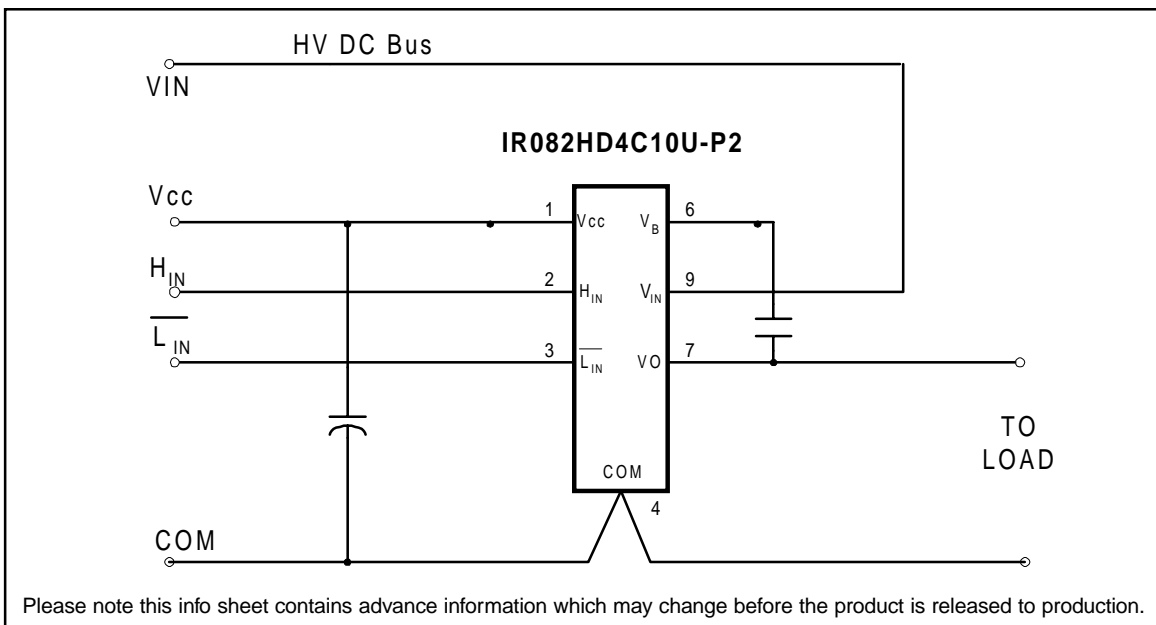 HV DC Bus
VIN
IR082HD4C10U-P2
Vcc
1
Vcc
VB
6
HIN
2
HIN
VIN
9
LIN
3
LIN
VO
7
TO
LOAD
COM
4
COM
Please note this info sheet contains advance information which may change before the product is released to production.